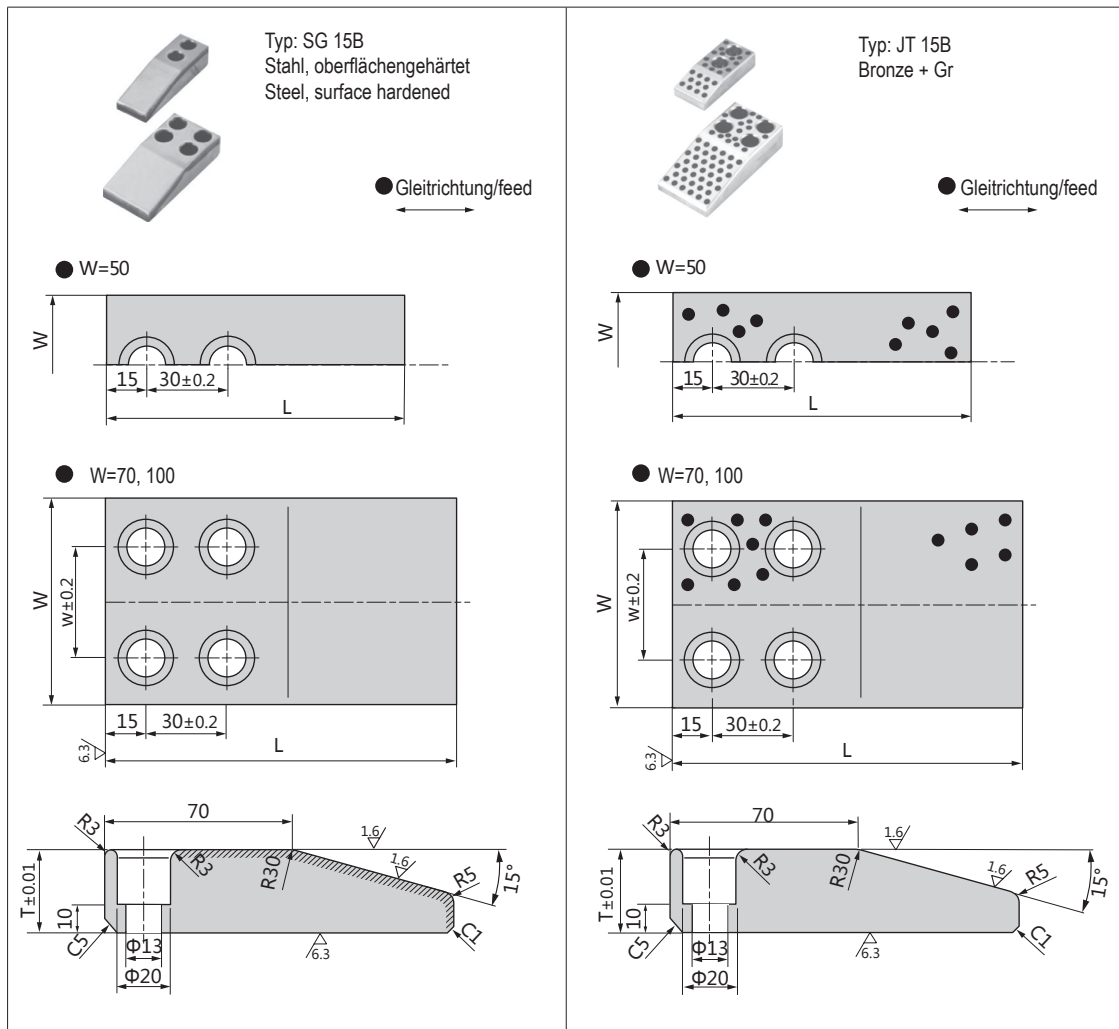 Typ: SG 15B
Stahl, oberflächengehärtet
Steel, surface hardened
Gleitrichtung/feed
W=50
W
15
30±0.2
L
W=70, 100
W
w±0.2
15
30±0.2
6.3
L
70
R3
R3
R30
1.6
1.6
R5
15°
T±0.01
10
C5
Φ13
Φ20
6.3
C1
Typ: JT 15B
Bronze + Gr
Gleitrichtung/feed
W=50
W
15
30±0.2
L
W=70, 100
W
w±0.2
15
30±0.2
6.3
L
70
R3
R3
R30
1.6
1.6
R5
15°
T±0.01
10
C5
Φ13
Φ20
6.3
C1